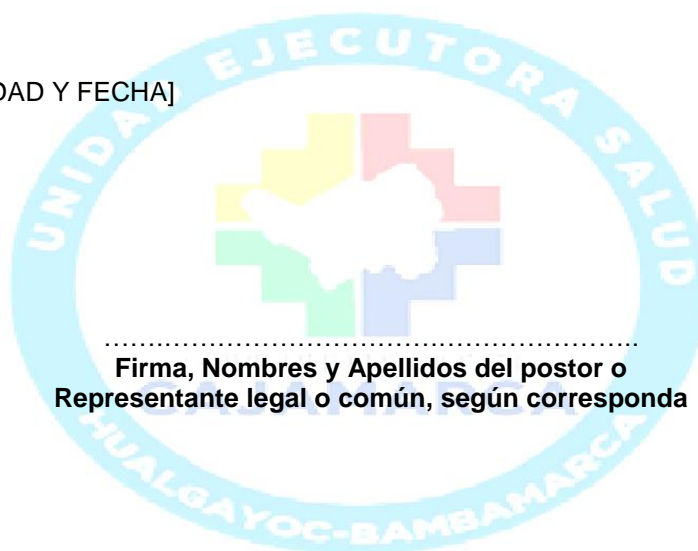 UNIDAD EJECUTORA SALUD
DAD Y FECHA]
……..……………………………..…………………..
Firma, Nombres y Apellidos del postor o
Representante legal o común, según corresponda
CAJAMARCA
HUALGAYOC-BAMBAMARCA